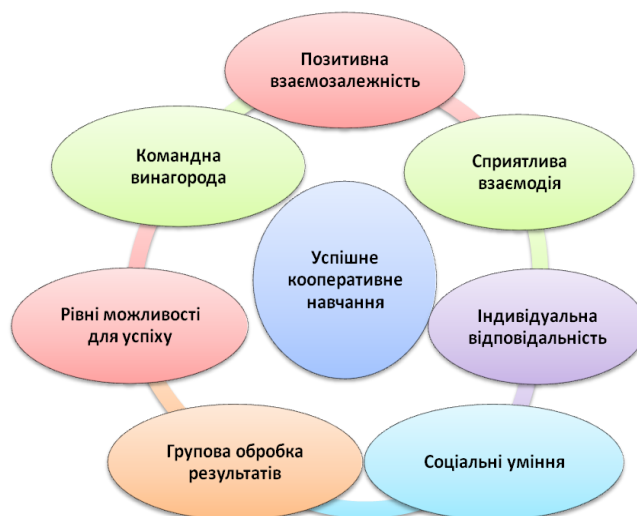 Позитивна
взаємозалежність
Командна
винагорода
Сприятлива
взаємодія
Успішне
кооперативне
навчання
Рівні можливості
для успіху
Індивідуальна
відповідальність
Групова обробка
результатів
Соціальні уміння